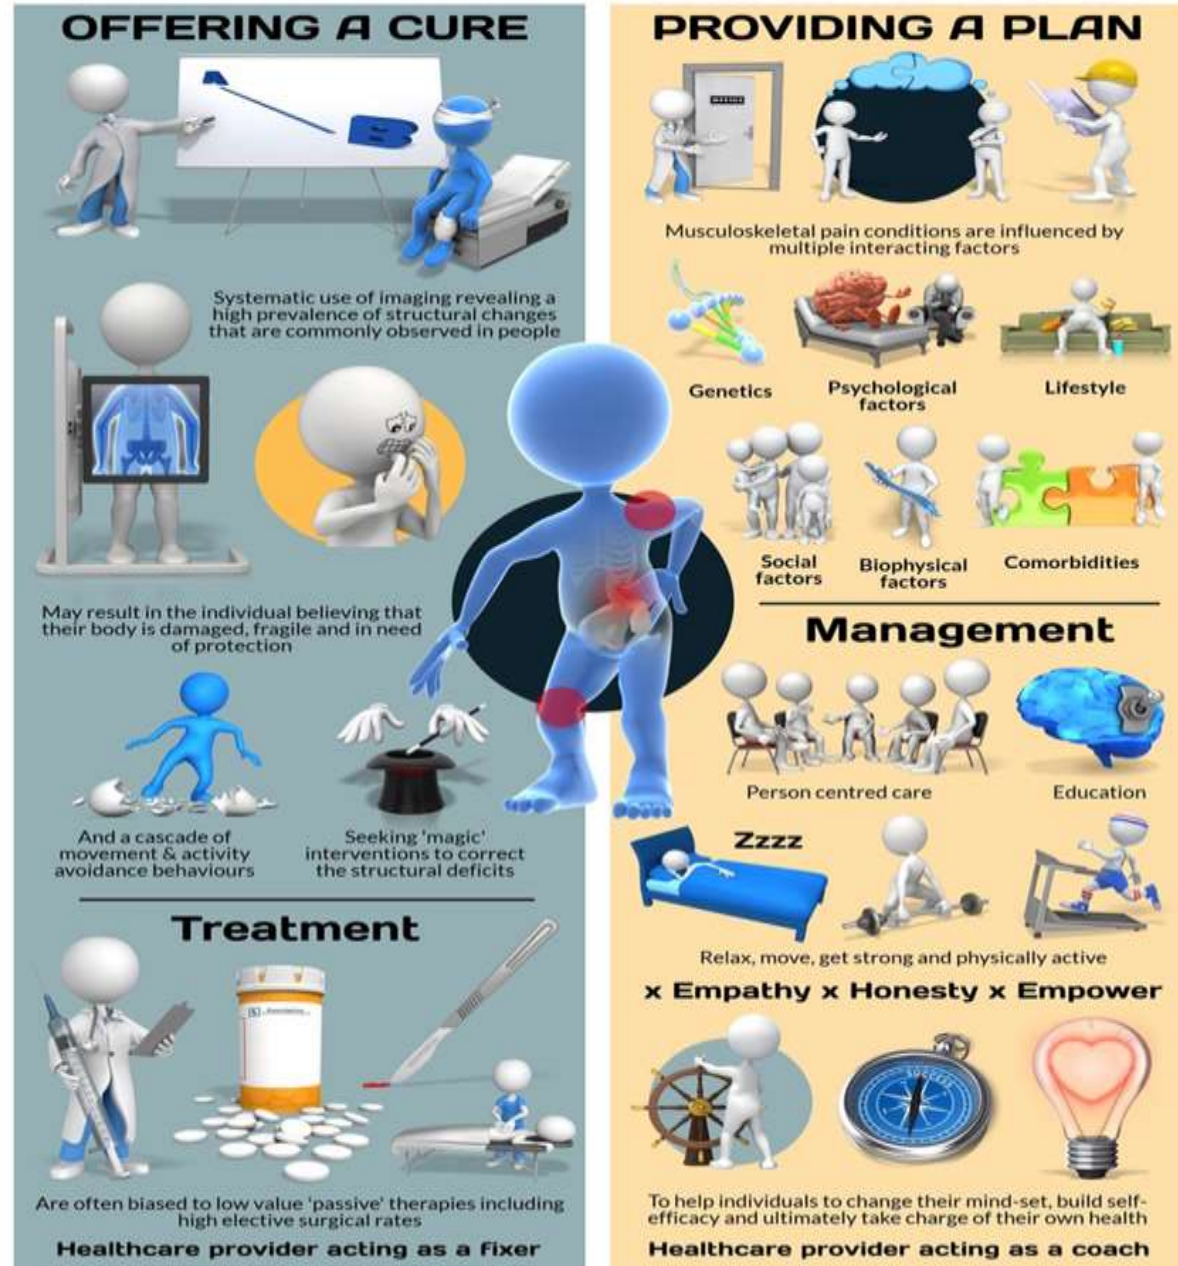 OFFERING A CURE
A
B
Systematic use of imaging revealing a
high prevalence of structural changes
that are commonly observed in people
May result in the individual believing that
their body is damaged, fragile and in need
of protection
And a cascade of
movement & activity
avoidance behaviours
Seeking 'magic'
interventions to correct
the structural deficits
Treatment
Are often biased to low value 'passive' therapies including
high elective surgical rates
Healthcare provider acting as a fixer
PROVIDING A PLAN
Musculoskeletal pain conditions are influenced by
multiple interacting factors
Genetics
Psychological
factors
Lifestyle
Social
factors
Biophysical
factors
Comorbidities
Management
Person centred care
Education
Zzzz
Relax, move, get strong and physically active
x Empathy x Honesty x Empower
SUCCESS
To help individuals to change their mind-set, build self-
efficacy and ultimately take charge of their own health
Healthcare provider acting as a coach